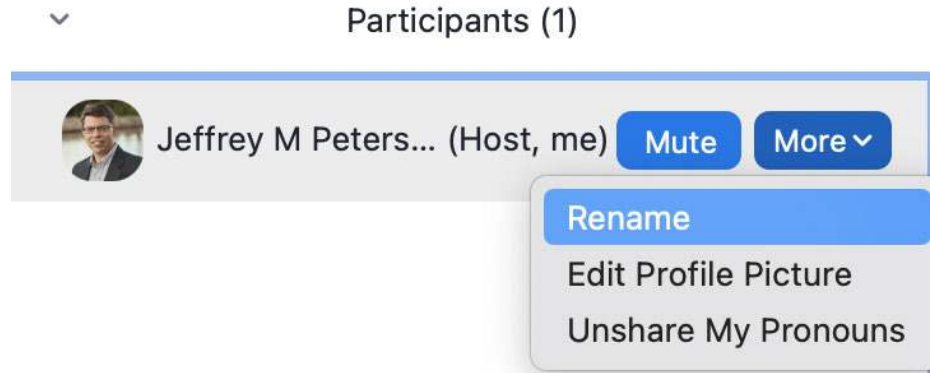 Participants (1)
Jeffrey M Peters... (Host, me) Mute More
Rename
Edit Profile Picture
Unshare My Pronouns